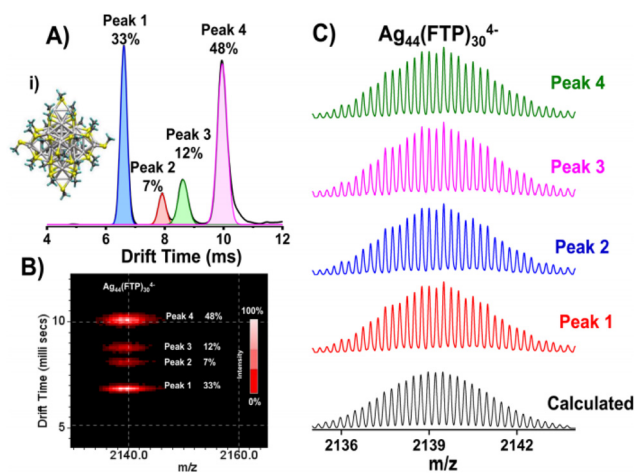 A)
Peak 1
33%
Peak 4
48%
i)
Peak 3
12%
Peak 2
7%
4 6 8 10 12
Drift Time (ms)
B)
Ag44(FTP)30 4-
Peak 4 48%
Peak 3 12%
Peak 2 7%
Peak 1 33%
100%
Intensity
0%
10
5
Drift Time (milli secs)
2140.0 2160.0
m/z
C)
Ag44(FTP)30 4-
Peak 4
Peak 3
Peak 2
Peak 1
Calculated
2136 2139 2142
m/z